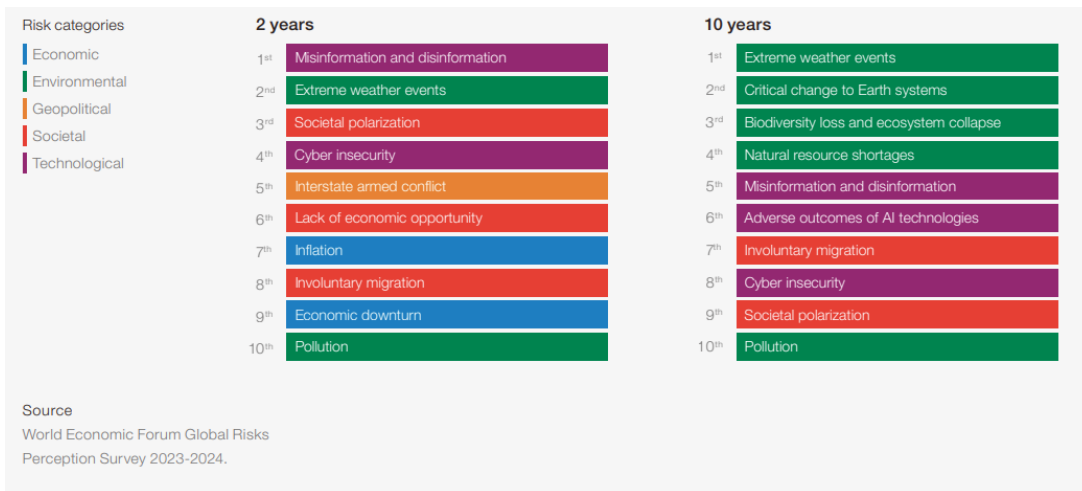 Risk categories
Economic
Environmental
Geopolitical
Societal
Technological
2 years
1st Misinformation and disinformation
2nd Extreme weather events
3rd Societal polarization
4th Cyber insecurity
5th Interstate armed conflict
6th Lack of economic opportunity
7th Inflation
8th Involuntary migration
9th Economic downturn
10th Pollution
10 years
1st Extreme weather events
2nd Critical change to Earth systems
3rd Biodiversity loss and ecosystem collapse
4th Natural resource shortages
5th Misinformation and disinformation
6th Adverse outcomes of AI technologies
7th Involuntary migration
8th Cyber insecurity
9th Societal polarization
10th Pollution
Source
World Economic Forum Global Risks
Perception Survey 2023-2024.